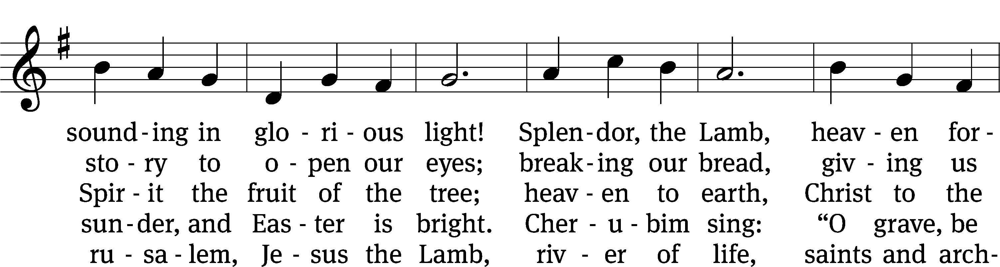 sound - ing in glo - ri - ous light! Splen - dor, the Lamb, heav - en for -
sto - ry to o - pen our eyes; break - ing our bread, giv - ing us
Spir - it the fruit of the tree; heav - en to earth, Christ to the
sun - der, and Eas - ter is bright. Cher - u - bim sing: “O grave, be
ru - sa - lem, Je - sus the Lamb, riv - er of life, saints and arch -